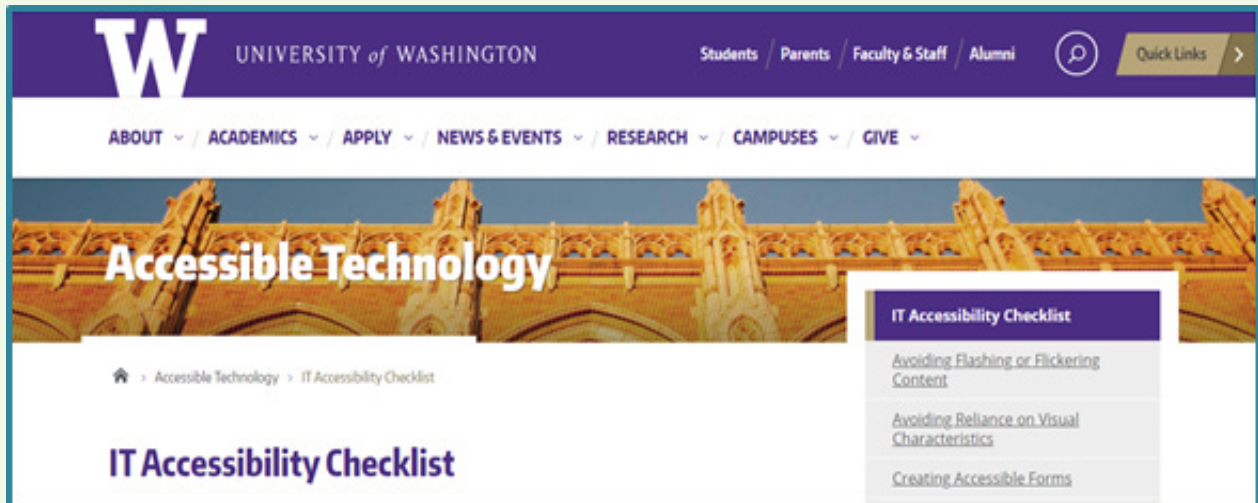 W UNIVERSITY of WASHINGTON
Students / Parents / Faculty & Staff / Alumni
Quick Links
ABOUT / ACADEMICS / APPLY / NEWS & EVENTS / RESEARCH / CAMPUSES / GIVE
Accessible Technology
Accessible Technology > IT Accessibility Checklist
IT Accessibility Checklist
IT Accessibility Checklist
Avoiding Flashing or Flickering
Content
Avoiding Reliance on Visual
Characteristics
Creating Accessible Forms